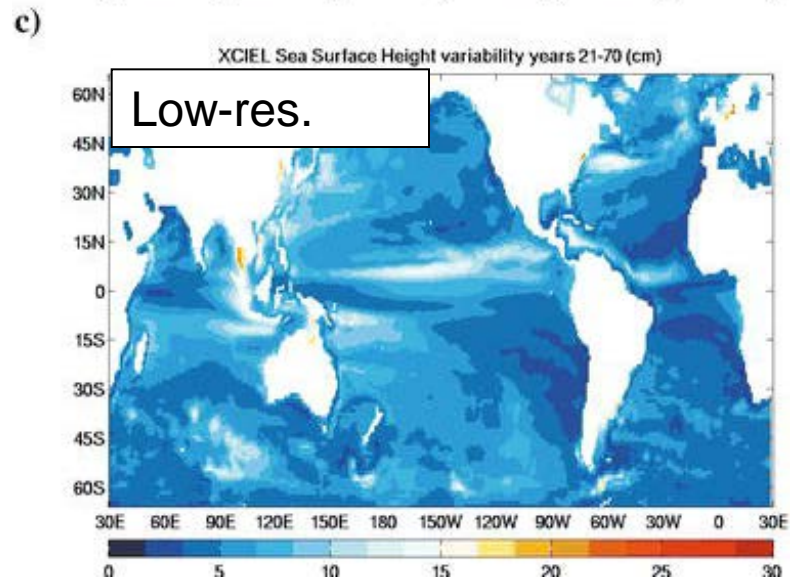 c)
XCIEL Sea Surface Height variability years 21-70 (cm)
Low-res.
60N
45N
30N
15N
0
15S
30S
45S
60S
30E 60E 90E 120E 150E 180 150W 120W 90W 60W 30W 0 30E
0 5 10 15 20 25 30